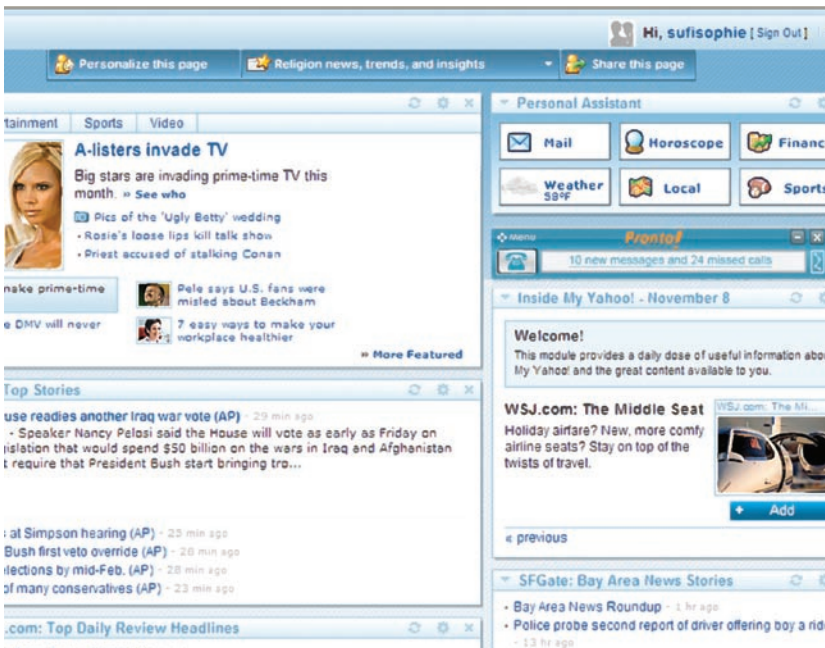 Hi, sufisophie [ Sign Out ]
Personalize this page
Religion news, trends, and insights
Share this page
tainment Sports Video
A-listers invade TV
Big stars are invading prime-time TV this
month. » See who
Pics of the 'Ugly Betty' wedding
• Rosie's loose lips kill talk show
• Priest accused of stalking Conan
make prime-time
Pele says U.S. fans were
misled about Beckham
e DMV will never
7 easy ways to make your
workplace healthier
» More Featured
Top Stories
use readies another Iraq war vote (AP) - 29 min ago
- Speaker Nancy Pelosi said the House will vote as early as Friday on
gislation that would spend $50 billion on the wars in Iraq and Afghanistan
t require that President Bush start bringing tro...
s at Simpson hearing (AP) - 25 min ago
Bush first veto override (AP) - 28 min ago
lections by mid-Feb. (AP) - 28 min ago
of many conservatives (AP) - 23 min ago
.com: Top Daily Review Headlines
Personal Assistant
Mail
Horoscope
Financ
Weather
58°F
Local
Sports
Menu
Pronto!
10 new messages and 24 missed calls
Inside My Yahoo! - November 8
Welcome!
This module provides a daily dose of useful information abou
My Yahoo! and the great content available to you.
WSJ.com: The Middle Seat
WSJ.com: The Mi...
Holiday airfare? New, more comfy
airline seats? Stay on top of the
twists of travel.
+ Add
« previous
SFGate: Bay Area News Stories
• Bay Area News Roundup - 1 hr ago
• Police probe second report of driver offering boy a ride
- 13 hr ago